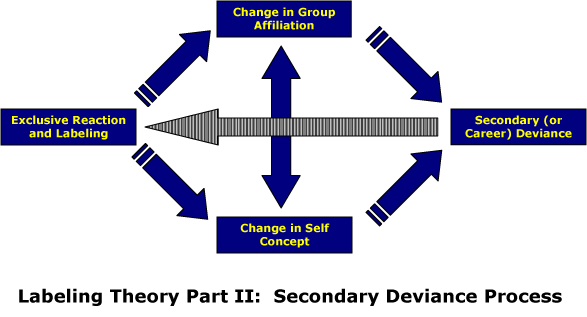 Change in Group
Affiliation
Exclusive Reaction
and Labeling
Secondary (or
Career) Deviance
Change in Self
Concept
Labeling Theory Part II:  Secondary Deviance Process